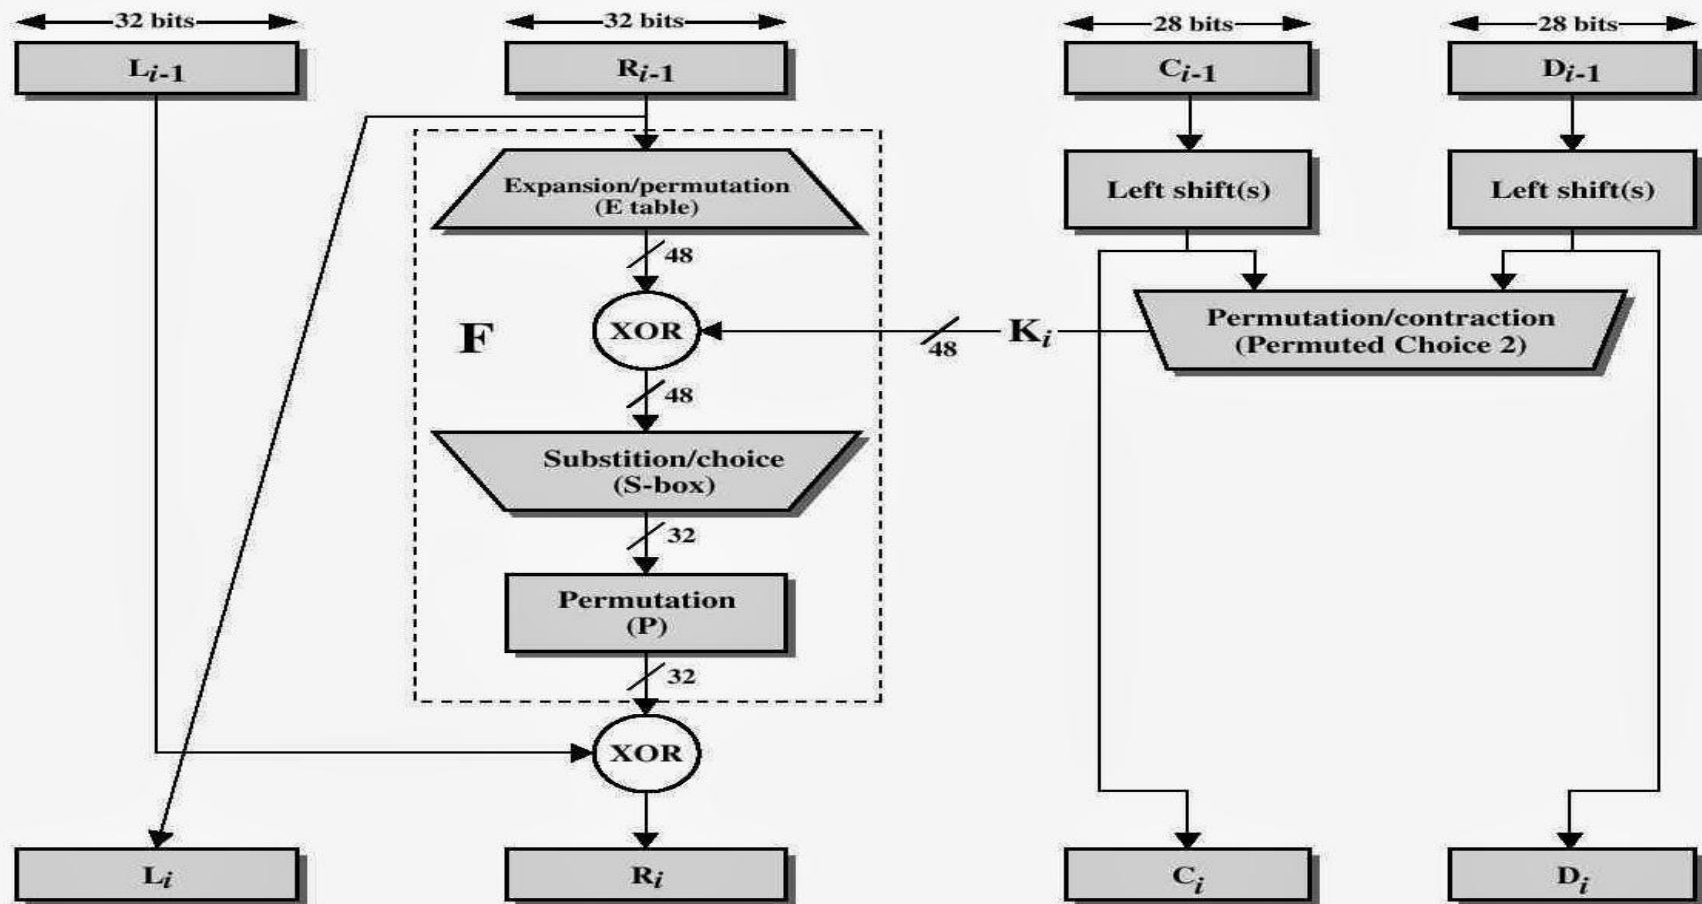 32 bits
32 bits
28 bits
28 bits
Li-1
Ri-1
Ci-1
Di-1
Expansion/permutation
(E table)
Left shift(s)
Left shift(s)
48
F
XOR
48
Ki
Permutation/contraction
(Permuted Choice 2)
48
Substition/choice
(S-box)
32
Permutation
(P)
32
XOR
Li
Ri
Ci
Di